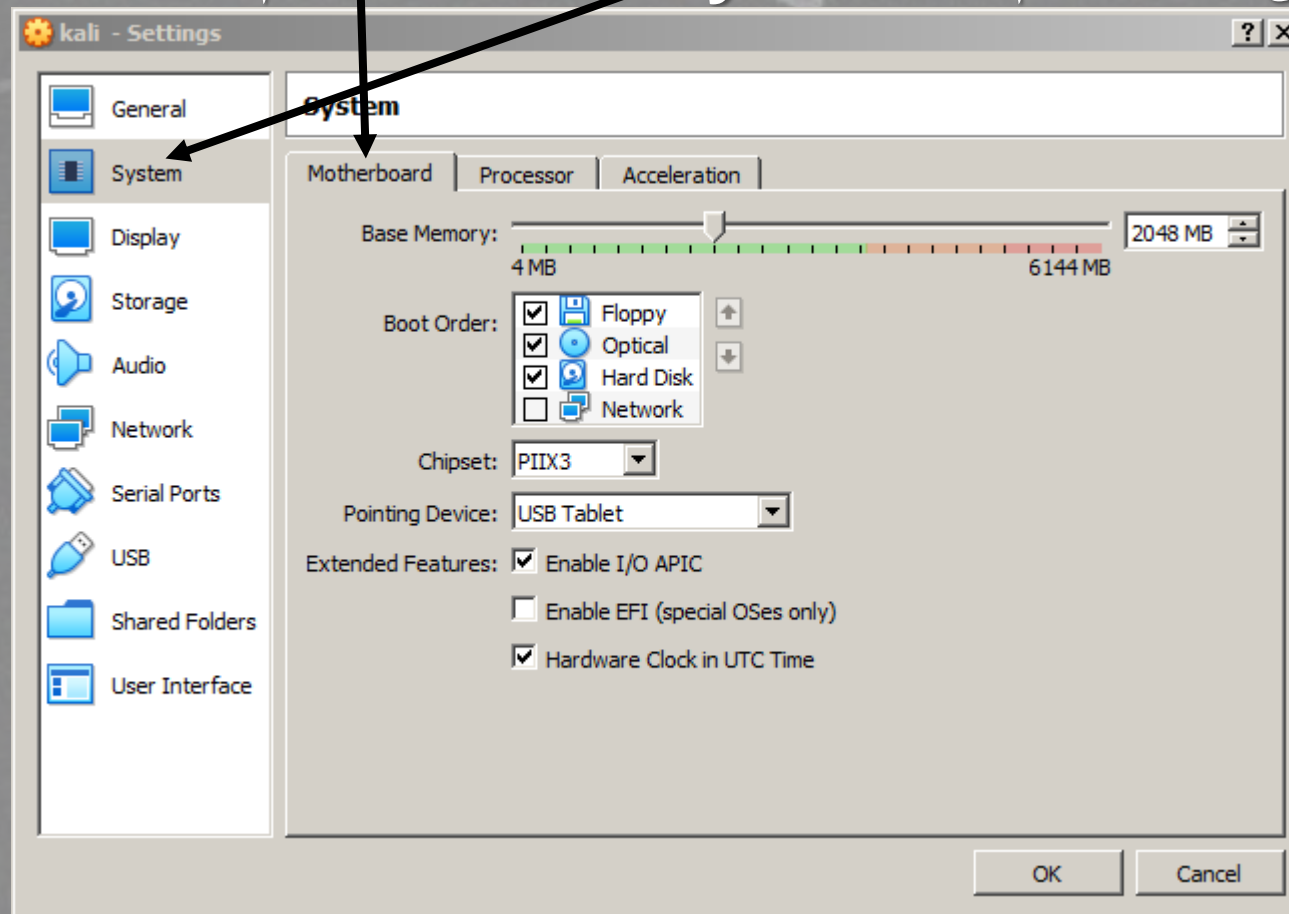 kali - Settings
General
System
Display
Storage
Audio
Network
Serial Ports
USB
Shared Folders
User Interface
System
Motherboard Processor Acceleration
Base Memory: 2048 MB
4 MB 6144 MB
Boot Order: Floppy
Optical
Hard Disk
Network
Chipset: PIIX3
Pointing Device: USB Tablet
Extended Features: Enable I/O APIC
Enable EFI (special OSes only)
Hardware Clock in UTC Time
OK Cancel